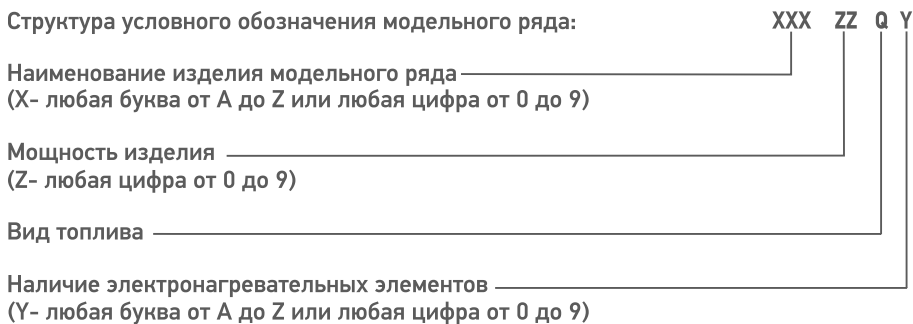 Структура условного обозначения модельного ряда: XXX ZZ Q Y
Наименование изделия модельного ряда
(X- любая буква от A до Z или любая цифра от 0 до 9)
Мощность изделия
(Z- любая цифра от 0 до 9)
Вид топлива
Наличие электронагревательных элементов
(Y- любая буква от A до Z или любая цифра от 0 до 9)